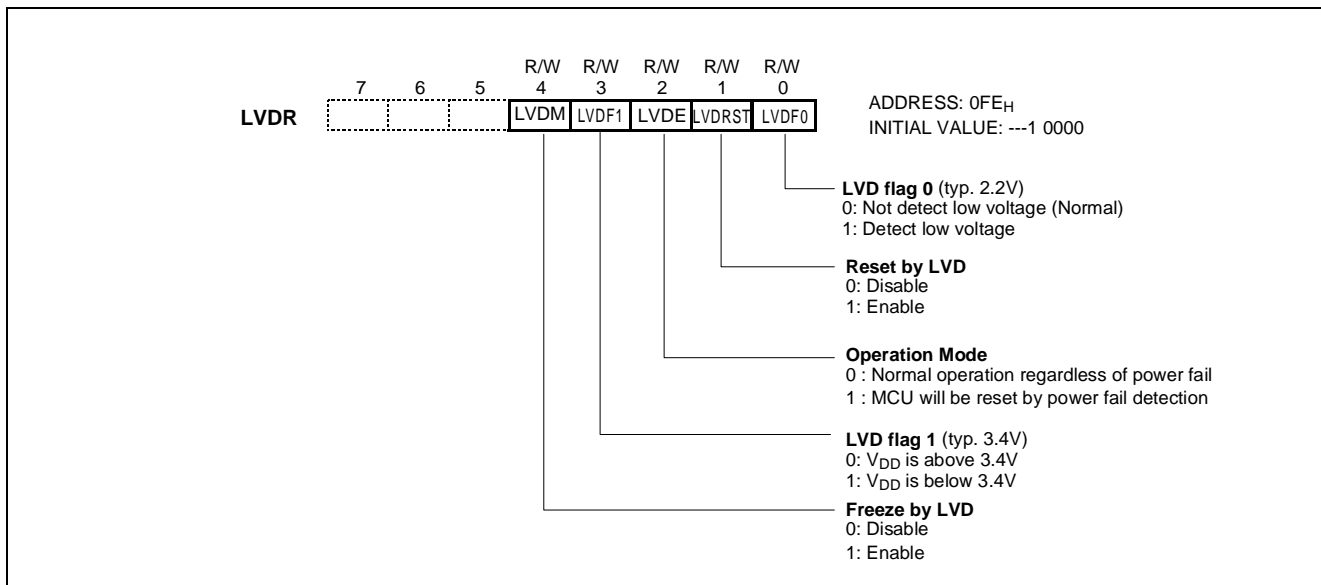 R/W R/W R/W R/W R/W
7 6 5 4 3 2 1 0
LVDR LVDM LVDF1 LVDE LVDRST LVDF0
ADDRESS: 0FEH
INITIAL VALUE: ---1 0000
LVD flag 0 (typ. 2.2V)
0: Not detect low voltage (Normal)
1: Detect low voltage
Reset by LVD
0: Disable
1: Enable
Operation Mode
0 : Normal operation regardless of power fail
1 : MCU will be reset by power fail detection
LVD flag 1 (typ. 3.4V)
0: VDD is above 3.4V
1: VDD is below 3.4V
Freeze by LVD
0: Disable
1: Enable